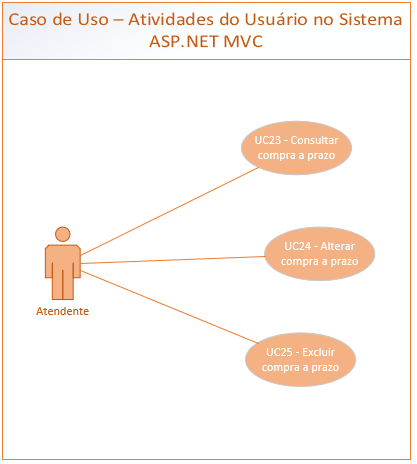 Caso de Uso – Atividades do Usuário no Sistema
ASP.NET MVC
UC23 - Consultar
compra a prazo
UC24 - Alterar
compra a prazo
Atendente
UC25 - Excluir
compra a prazo